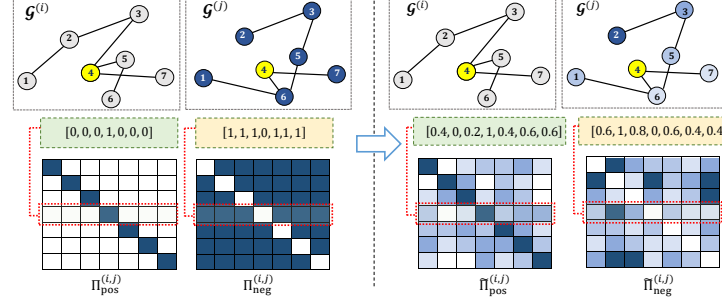 𝓖^(i)
𝓖^(j)
1 2 3 4 5 6 7
1 2 3 4 5 6 7
[0,0,0,1,0,0,0]
[1,1,1,0,1,1,1]
Π_pos^(i,j)
Π_neg^(i,j)
𝓖^(i)
𝓖^(j)
1 2 3 4 5 6 7
1 2 3 4 5 6 7
[0.4,0,0.2,1,0.4,0.6,0.6]
[0.6,1,0.8,0,0.6,0.4,0.4
Π̃_pos^(i,j)
Π̃_neg^(i,j)